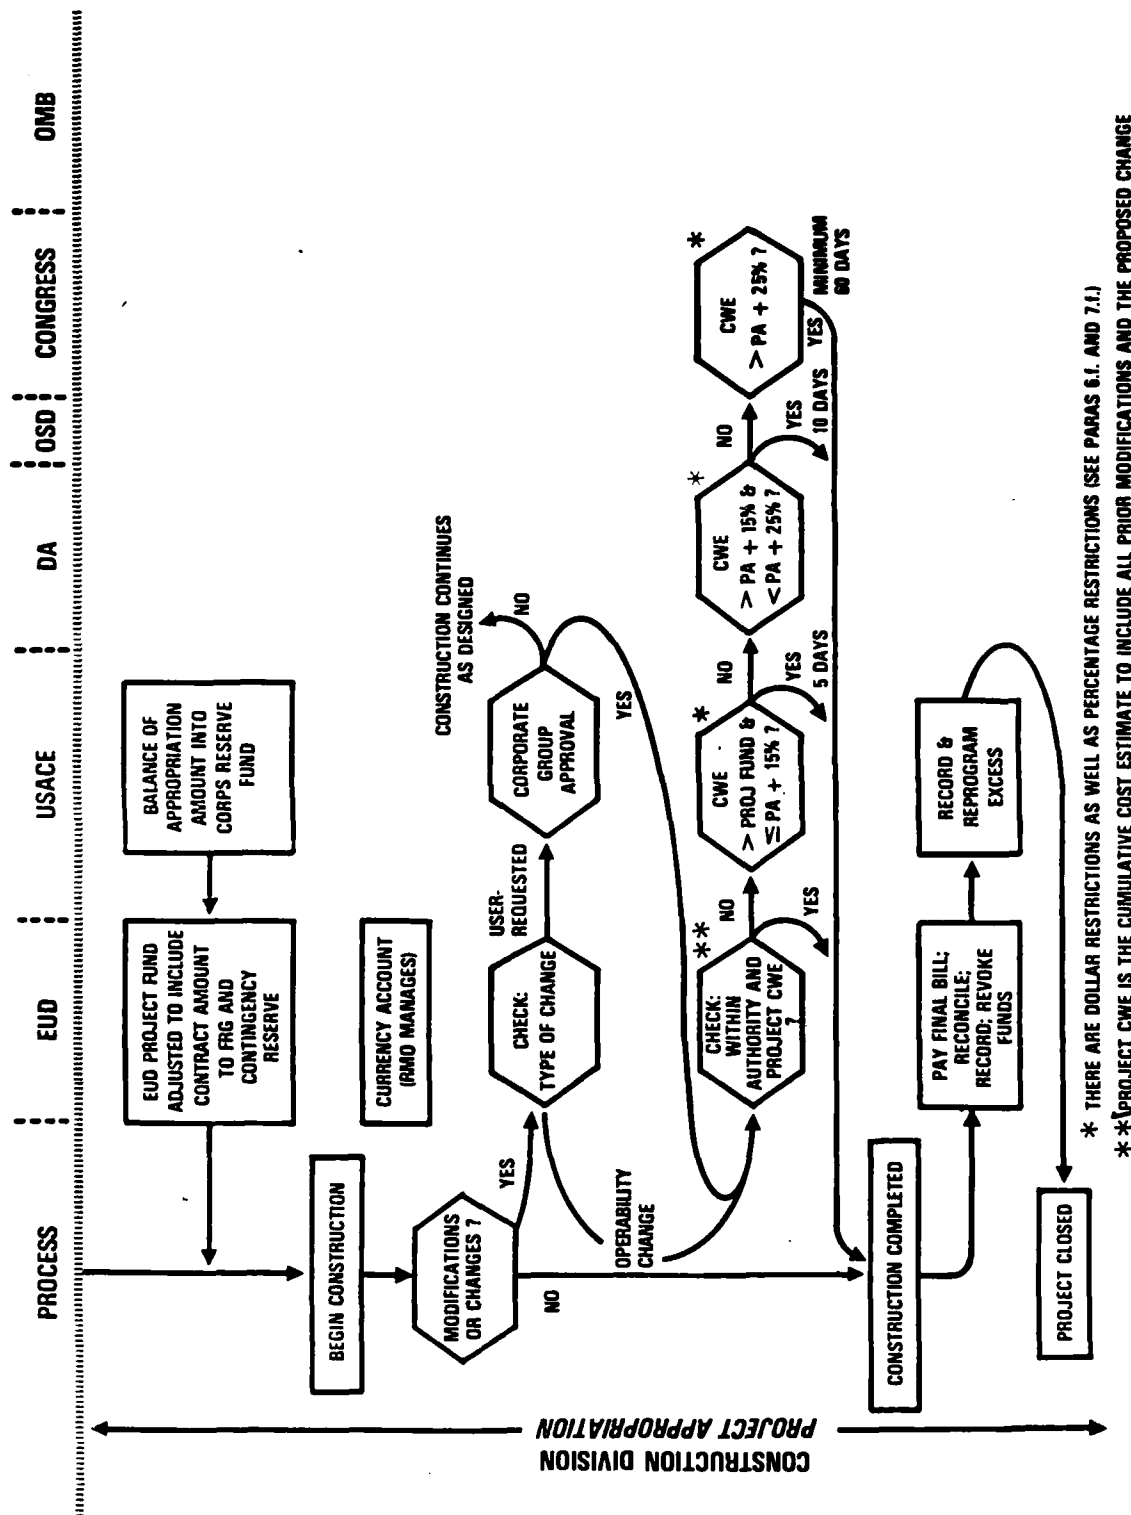 PROCESS
EUD
USACE
DA
OSD
CONGRESS
OMB
BALANCE OF
APPROPRIATION
AMOUNT INTO
CORPS RESERVE
FUND
EUD PROJECT FUND
ADJUSTED TO INCLUDE
CONTRACT AMOUNT
TO FRG AND
CONTINGENCY
RESERVE
BEGIN CONSTRUCTION
CURRENCY ACCOUNT
(RMO MANAGES)
MODIFICATIONS
OR CHANGES ?
YES
NO
CHECK:
TYPE OF CHANGE
USER-
REQUESTED
CORPORATE
GROUP
APPROVAL
NO
CONSTRUCTION CONTINUES
AS DESIGNED
YES
OPERABILITY
CHANGE
**
CHECK:
WITHIN
AUTHORITY AND
PROJECT CWE
?
NO
YES
*
CWE
> PROJ FUND &
≤ PA + 15% ?
NO
YES
5 DAYS
*
CWE
> PA + 15% &
< PA + 25% ?
NO
YES
10 DAYS
*
CWE
> PA + 25% ?
YES
MINIMUM
60 DAYS
CONSTRUCTION COMPLETED
PAY FINAL BILL;
RECONCILE;
RECORD; REVOKE
FUNDS
RECORD &
REPROGRAM
EXCESS
PROJECT CLOSED
CONSTRUCTION DIVISION
PROJECT APPROPRIATION
* THERE ARE DOLLAR RESTRICTIONS AS WELL AS PERCENTAGE RESTRICTIONS (SEE PARAS 6.f. AND 7.f.)
**\PROJECT CWE IS THE CUMULATIVE COST ESTIMATE TO INCLUDE ALL PRIOR MODIFICATIONS AND THE PROPOSED CHANGE